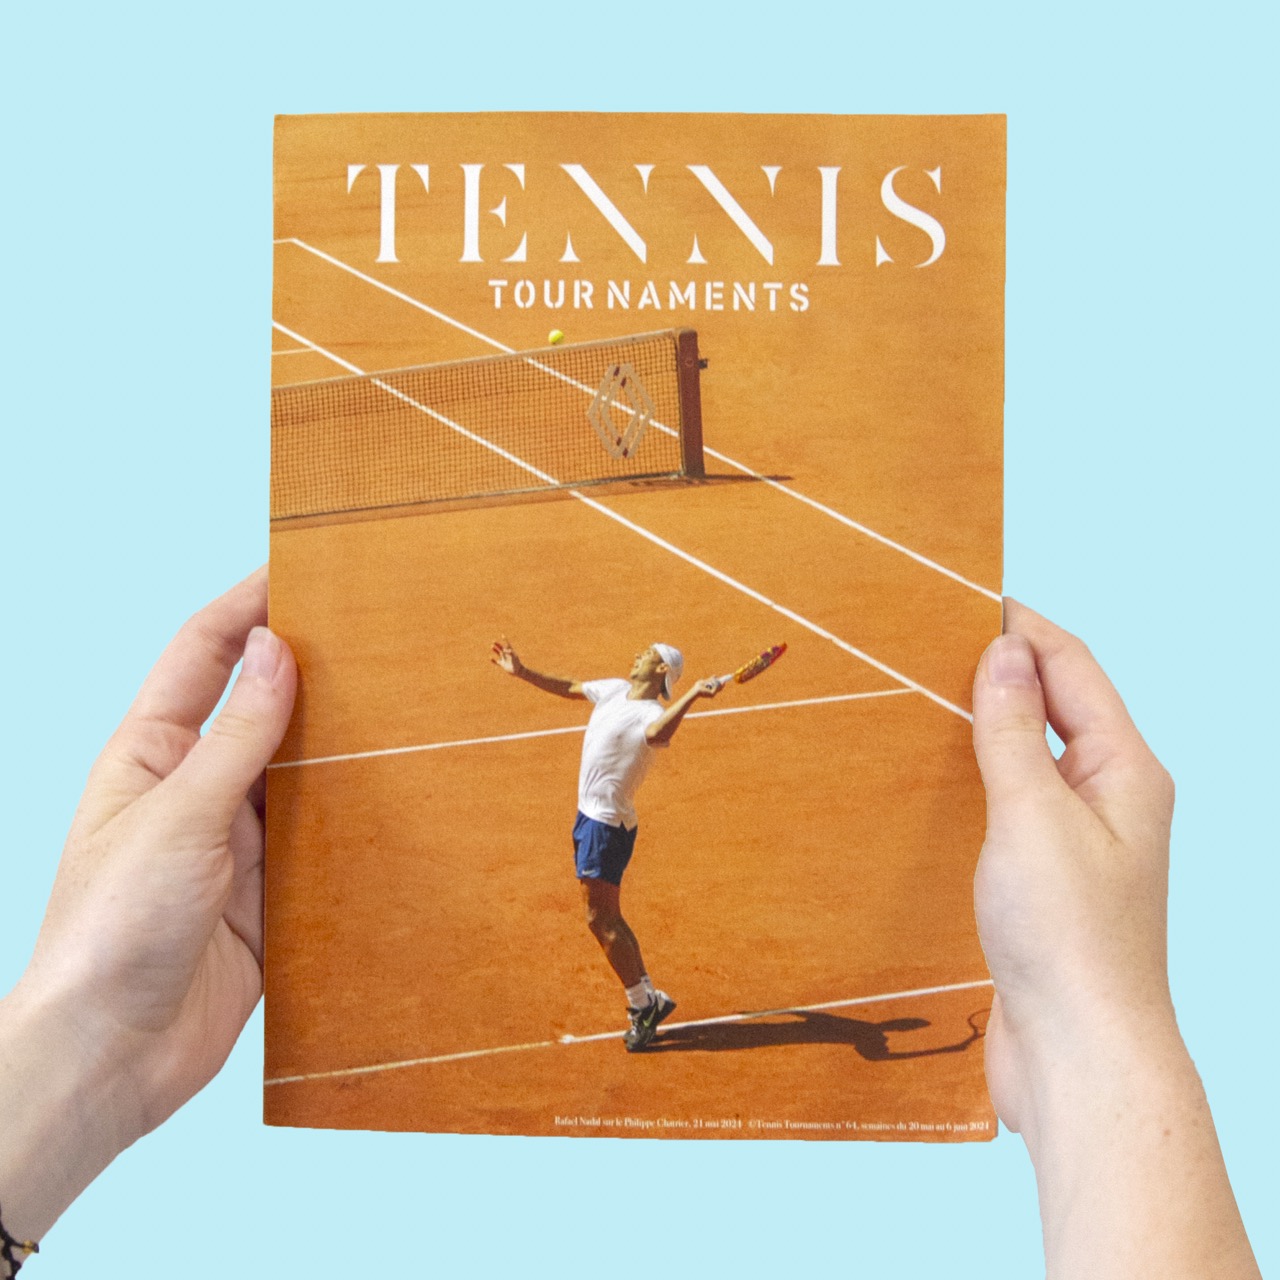 TENNIS
TOURNAMENTS
Rafael Nadal sur le Philippe Chatrier, 21 mai 2024 ©Tennis Tournaments n°64, semaines du 20 mai au 6 juin 2024